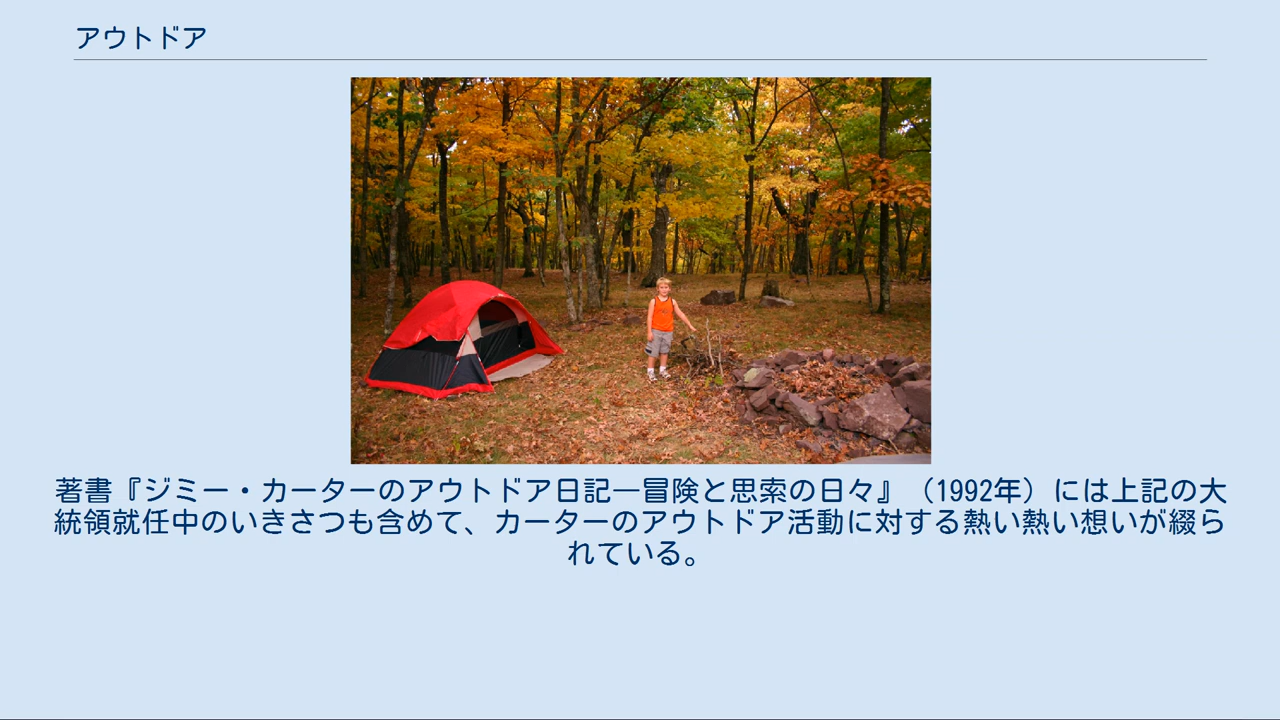 アウトドア
著書『ジミー・カーターのアウトドア日記―冒険と思索の日々』（1992年）には上記の大
統領就任中のいきさつも含めて、カーターのアウトドア活動に対する熱い熱い想いが綴ら
れている。